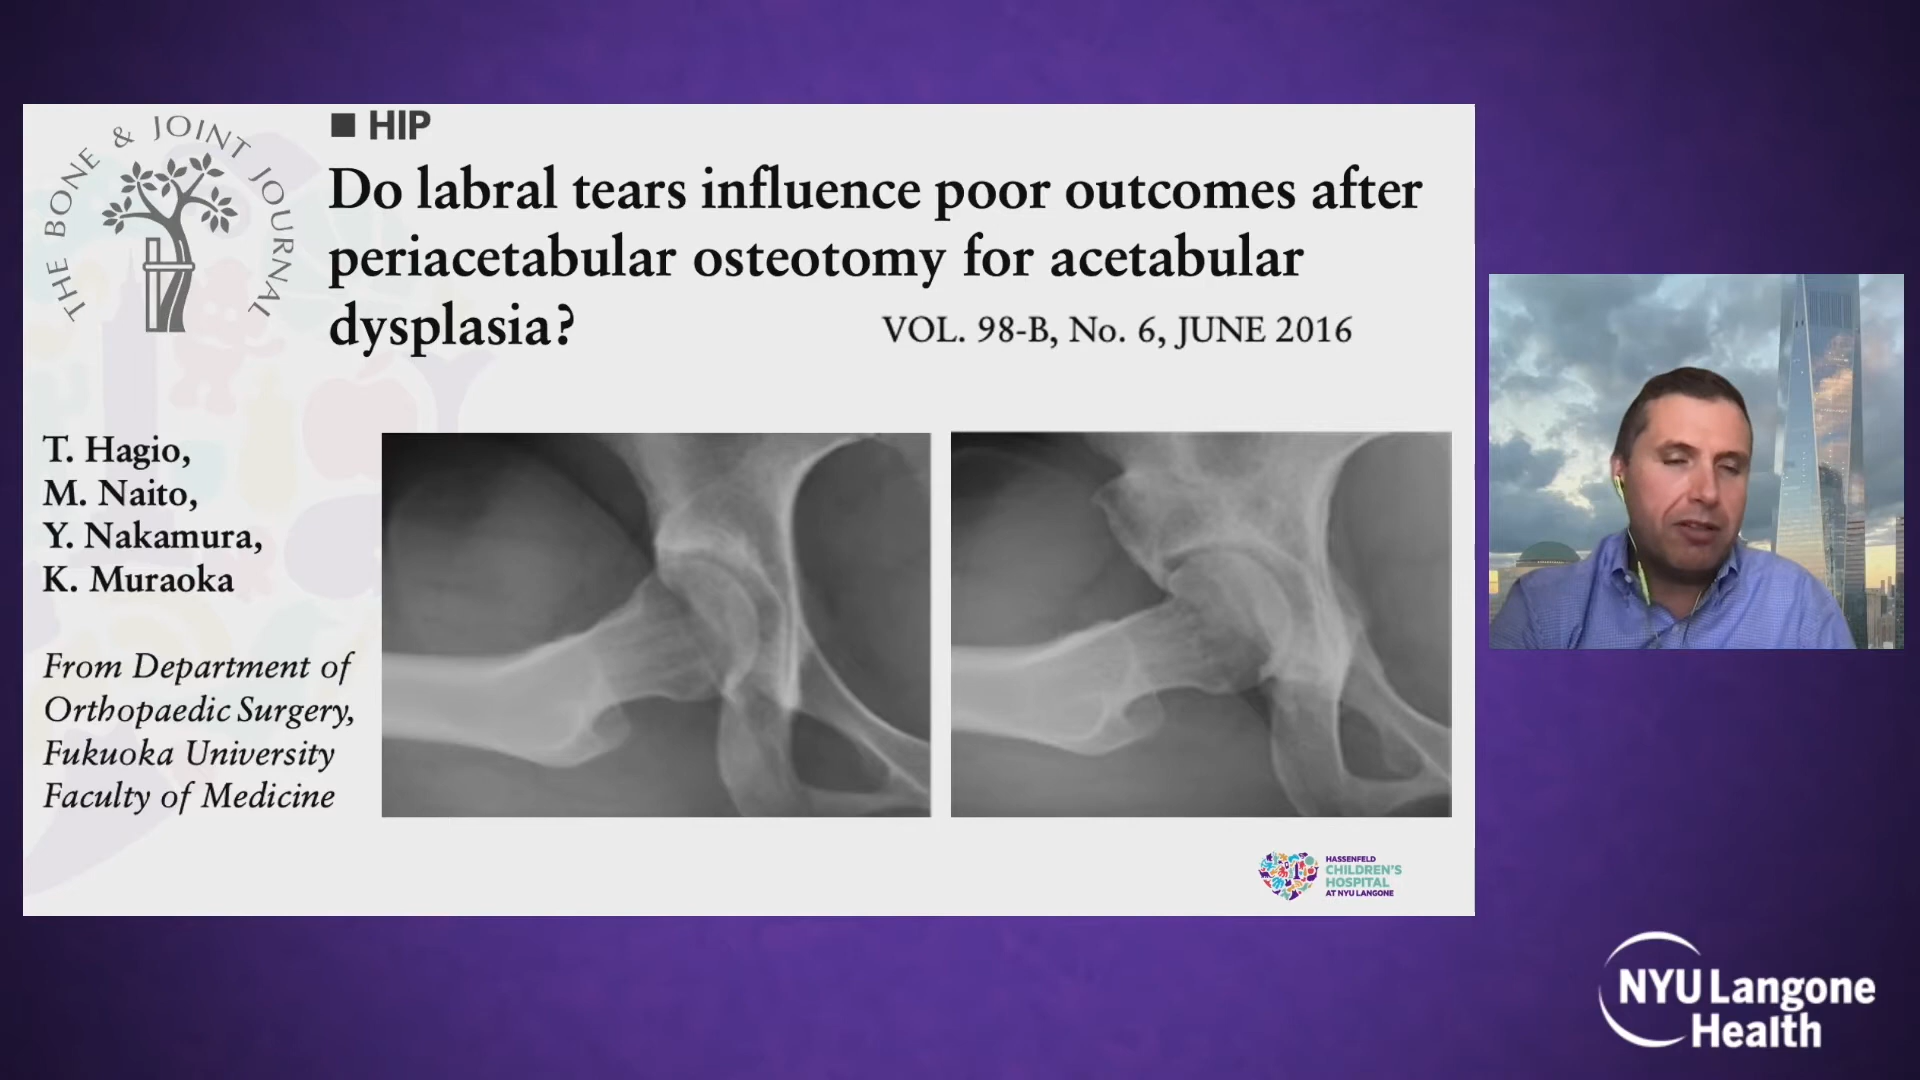 THE BONE & JOINT JOURNAL
■ HIP
Do labral tears influence poor outcomes after
periacetabular osteotomy for acetabular
dysplasia?
VOL. 98-B, No. 6, JUNE 2016
T. Hagio,
M. Naito,
Y. Nakamura,
K. Muraoka
From Department of
Orthopaedic Surgery,
Fukuoka University
Faculty of Medicine
HASSENFELD
CHILDREN'S
HOSPITAL
AT NYU LANGONE
NYU Langone
Health